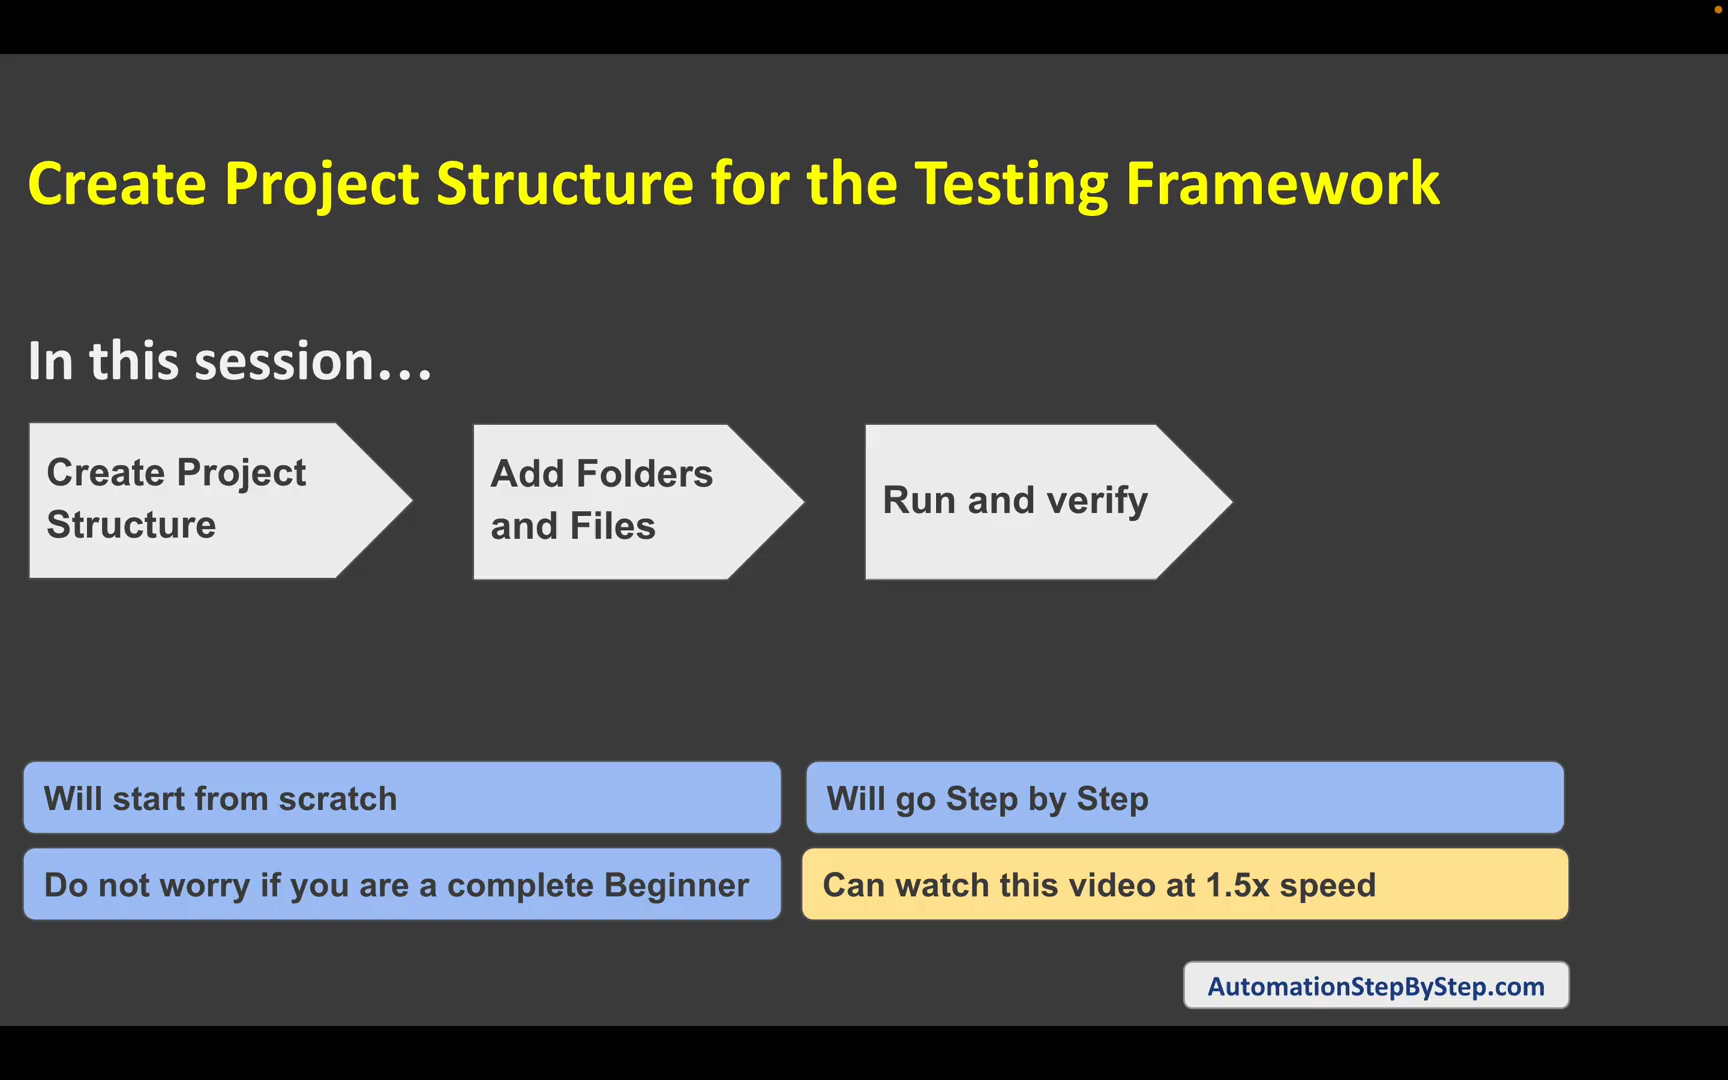 Create Project Structure for the Testing Framework
In this session...
Create Project
Structure
Add Folders
and Files
Run and verify
Will start from scratch
Will go Step by Step
Do not worry if you are a complete Beginner
Can watch this video at 1.5x speed
AutomationStepByStep.com